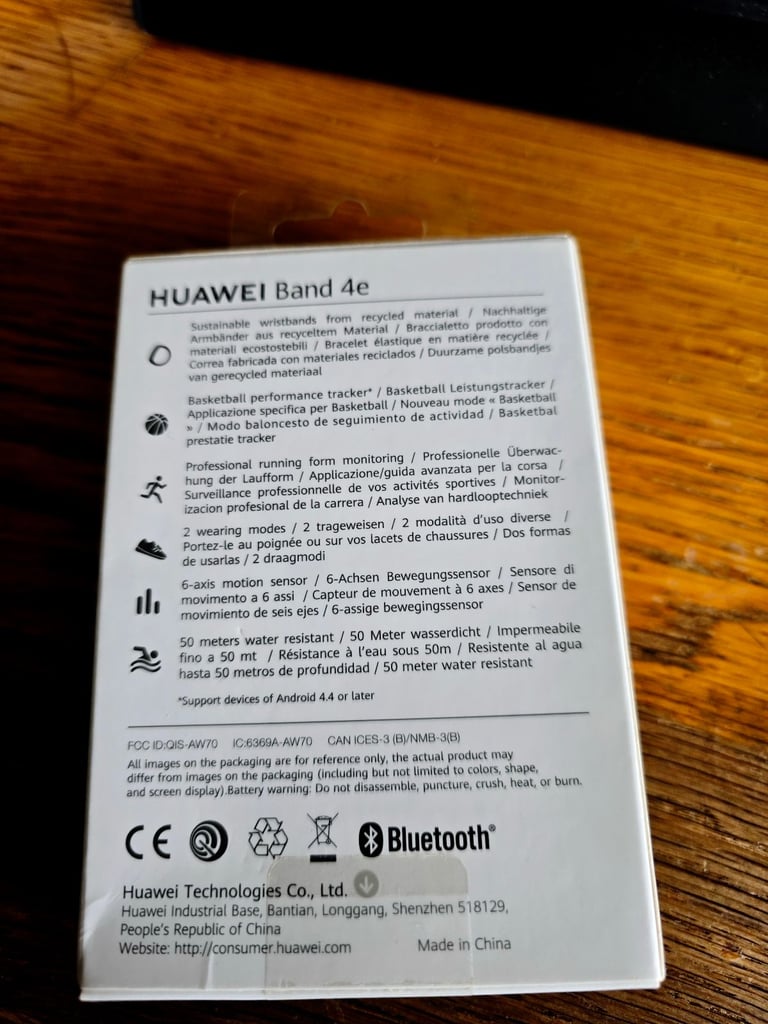 HUAWEI Band 4e
Sustainable wristbands from recycled material / Nachhaltige
Armbänder aus recyceltem Material / Braccialetto prodotto con
materiali ecostostebili / Bracelet élastique en matière recyclée /
Correa fabricada con materiales reciclados / Duurzame polsbandjes
van gerecycled materiaal
Basketball performance tracker* / Basketball Leistungstracker /
Applicazione specifica per Basketball / Nouveau mode « Basketball
» / Modo baloncesto de seguimiento de actividad / Basketbal
prestatie tracker
Professional running form monitoring / Professionelle Überwac-
hung der Laufform / Applicazione/guida avanzata per la corsa /
Surveillance professionnelle de vos activités sportives / Monitor-
izacion profesional de la carrera / Analyse van hardlooptechniek
2 wearing modes / 2 trageweisen / 2 modalità d'uso diverse /
Portez-le au poignée ou sur vos lacets de chaussures / Dos formas
de usarlas / 2 draagmodi
6-axis motion sensor / 6-Achsen Bewegungssensor / Sensore di
movimento a 6 assi / Capteur de mouvement à 6 axes / Sensor de
movimiento de seis ejes / 6-assige bewegingssensor
50 meters water resistant / 50 Meter wasserdicht / Impermeabile
fino a 50 mt / Résistance à l'eau sous 50m / Resistente al agua
hasta 50 metros de profundidad / 50 meter water resistant
*Support devices of Android 4.4 or later
FCC ID:QIS-AW70 IC:6369A-AW70 CAN ICES-3 (B)/NMB-3(B)
All images on the packaging are for reference only, the actual product may
differ from images on the packaging (including but not limited to colors, shape,
and screen display).Battery warning: Do not disassemble, puncture, crush, heat, or burn.
CE Bluetooth®
Huawei Technologies Co., Ltd.
Huawei Industrial Base, Bantian, Longgang, Shenzhen 518129,
People's Republic of China
Website: http://consumer.huawei.com Made in China